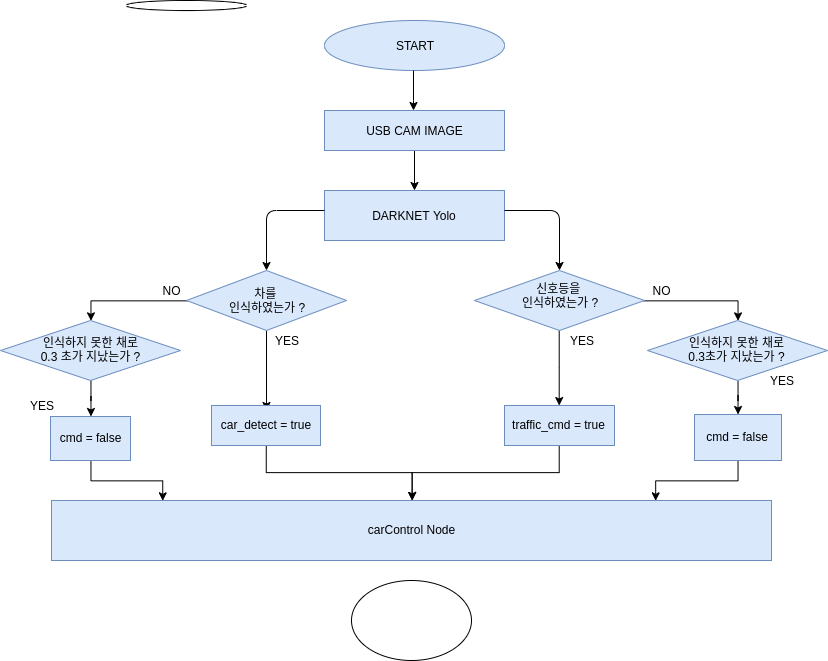 START
USB CAM IMAGE
DARKNET Yolo
NO
차를
인식하였는가 ?
신호등을
인식하였는가 ?
NO
인식하지 못한 채로
0.3 초가 지났는가 ?
YES
YES
인식하지 못한 채로
0.3초가 지났는가 ?
YES
YES
cmd = false
car_detect = true
traffic_cmd = true
cmd = false
carControl Node